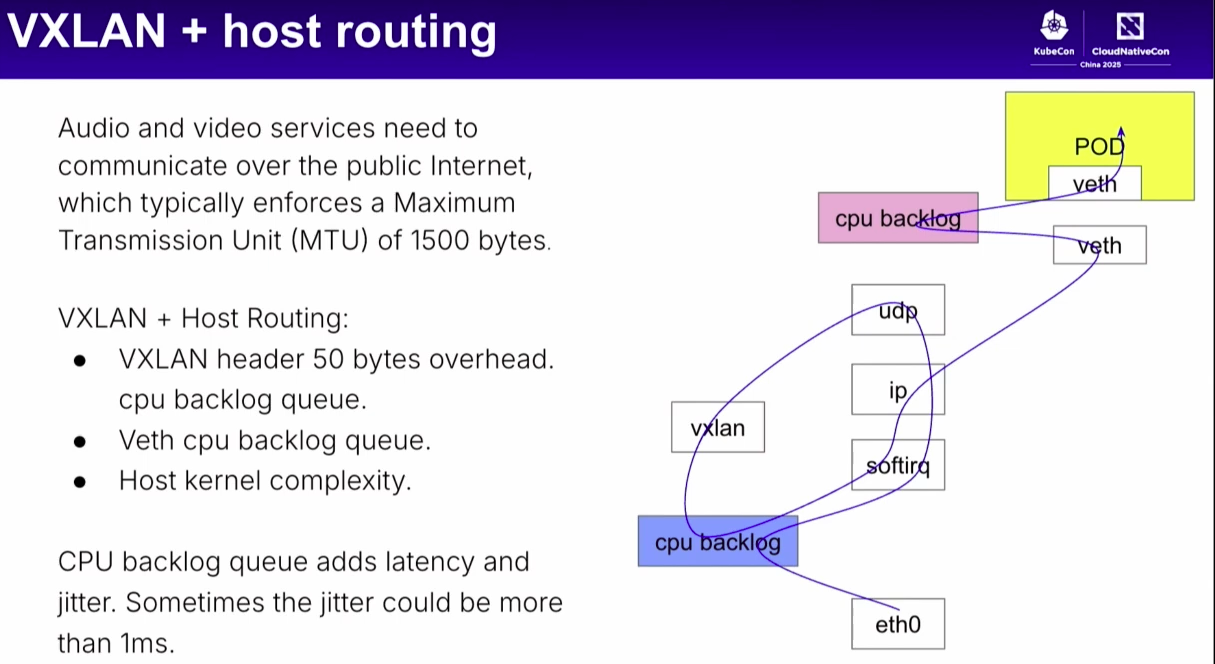 VXLAN + host routing
KubeCon
CloudNativeCon
China 2025
Audio and video services need to
communicate over the public Internet,
which typically enforces a Maximum
Transmission Unit (MTU) of 1500 bytes.
VXLAN + Host Routing:
● VXLAN header 50 bytes overhead.
cpu backlog queue.
● Veth cpu backlog queue.
● Host kernel complexity.
CPU backlog queue adds latency and
jitter. Sometimes the jitter could be more
than 1ms.
POD
veth
cpu backlog
veth
udp
ip
vxlan
softirq
cpu backlog
eth0